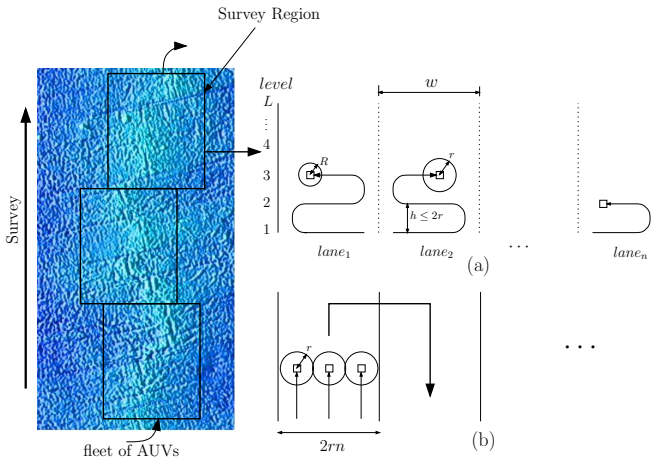 Survey Region
level
L
⋮
4
3
2
1
w
R
r
h ≤ 2r
lane₁
lane₂
. . .
laneₙ
(a)
Survey
r
. . .
2rn
(b)
fleet of AUVs